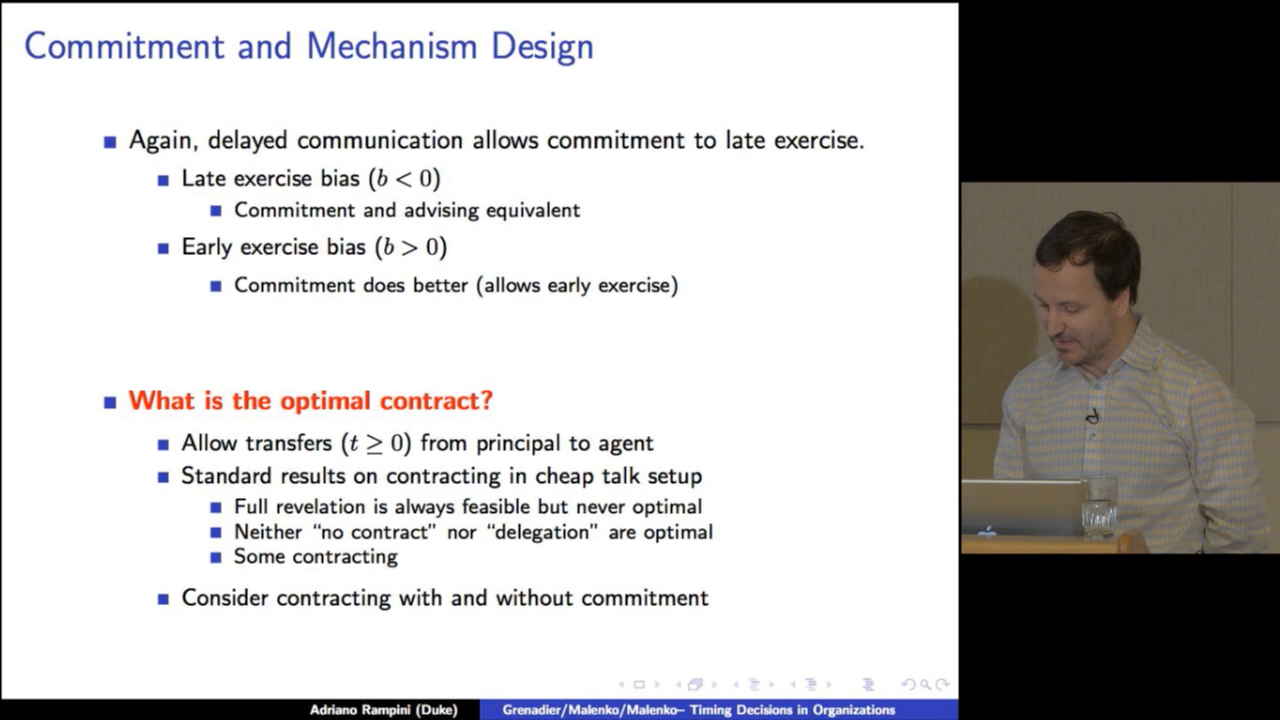 Commitment and Mechanism Design
Again, delayed communication allows commitment to late exercise.
Late exercise bias (b < 0)
Commitment and advising equivalent
Early exercise bias (b > 0)
Commitment does better (allows early exercise)
What is the optimal contract?
Allow transfers (t ≥ 0) from principal to agent
Standard results on contracting in cheap talk setup
Full revelation is always feasible but never optimal
Neither “no contract” nor “delegation” are optimal
Some contracting
Consider contracting with and without commitment
Adriano Rampini (Duke) Grenadier/Malenko/Malenko– Timing Decisions in Organizations